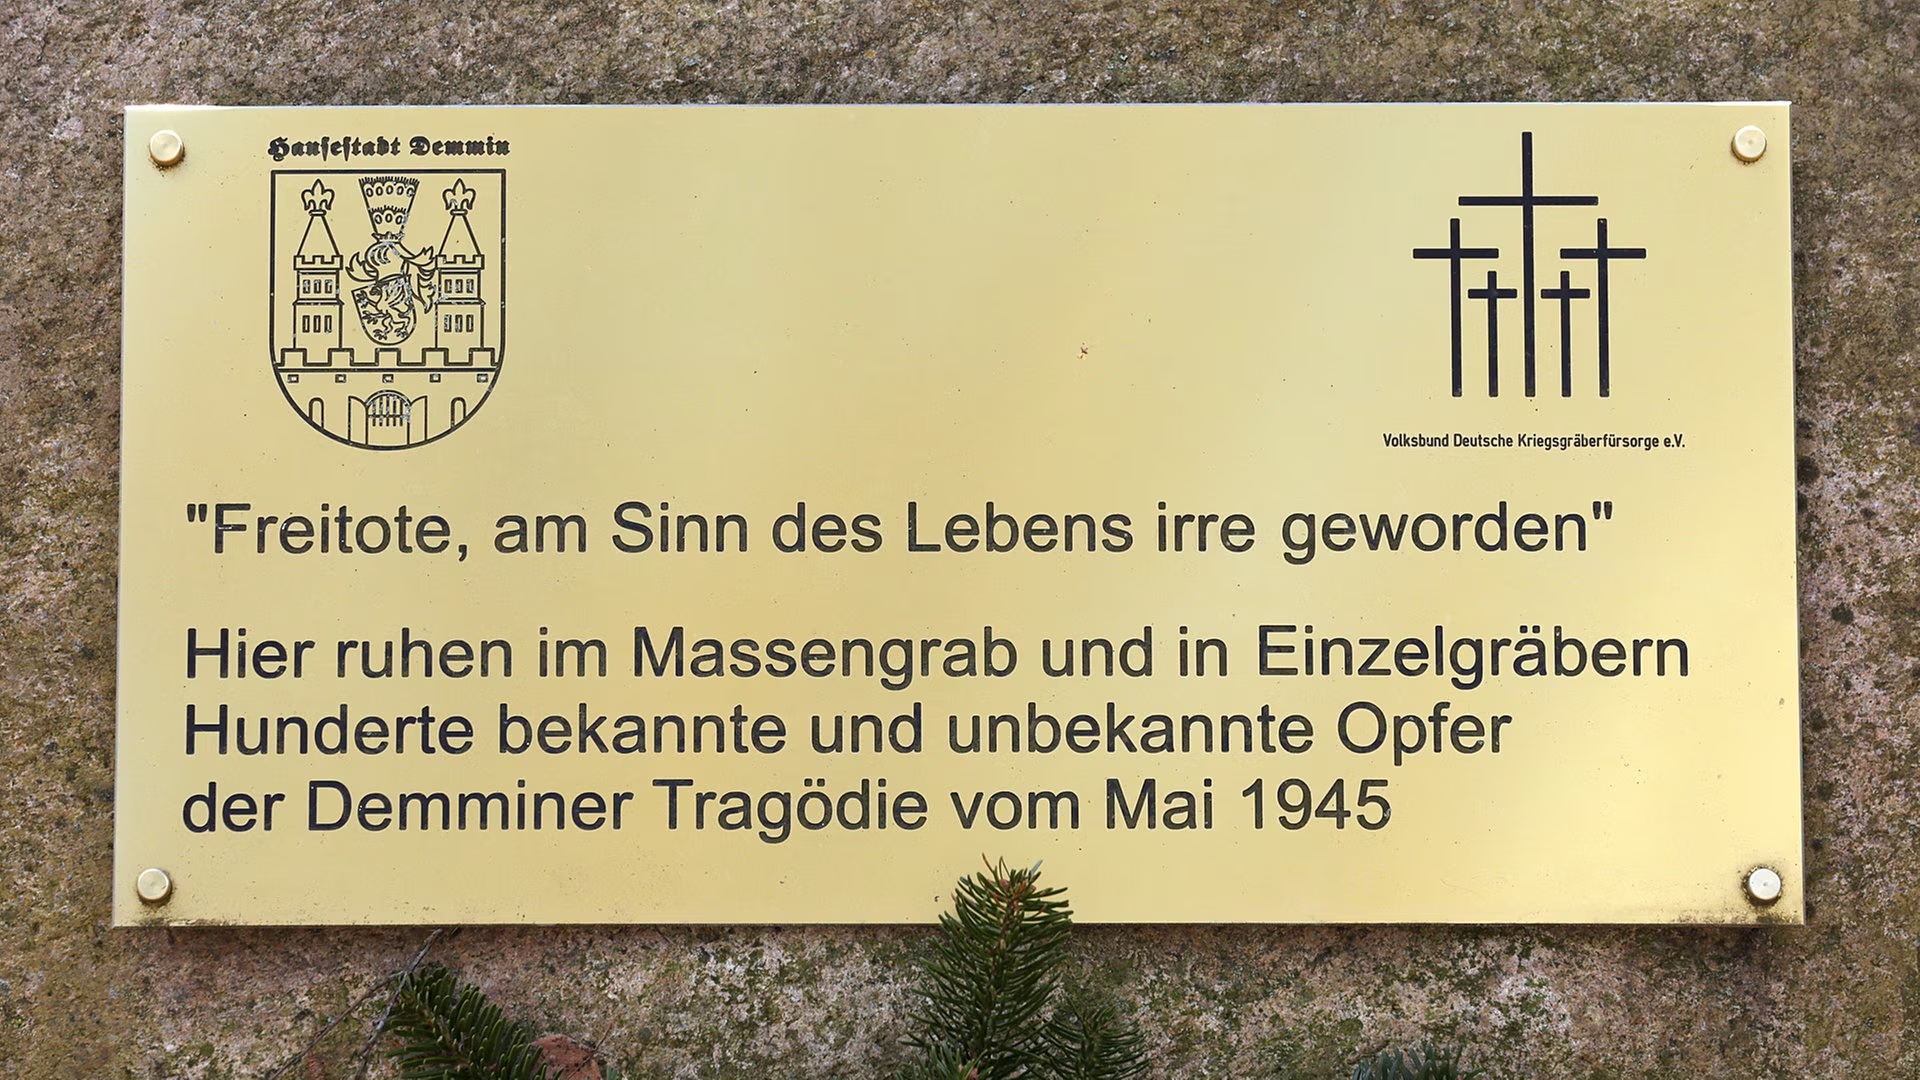 Hansestadt Demmin
Volksbund Deutsche Kriegsgräberfürsorge e.V.
"Freitote, am Sinn des Lebens irre geworden"
Hier ruhen im Massengrab und in Einzelgräbern
Hunderte bekannte und unbekannte Opfer
der Demminer Tragödie vom Mai 1945